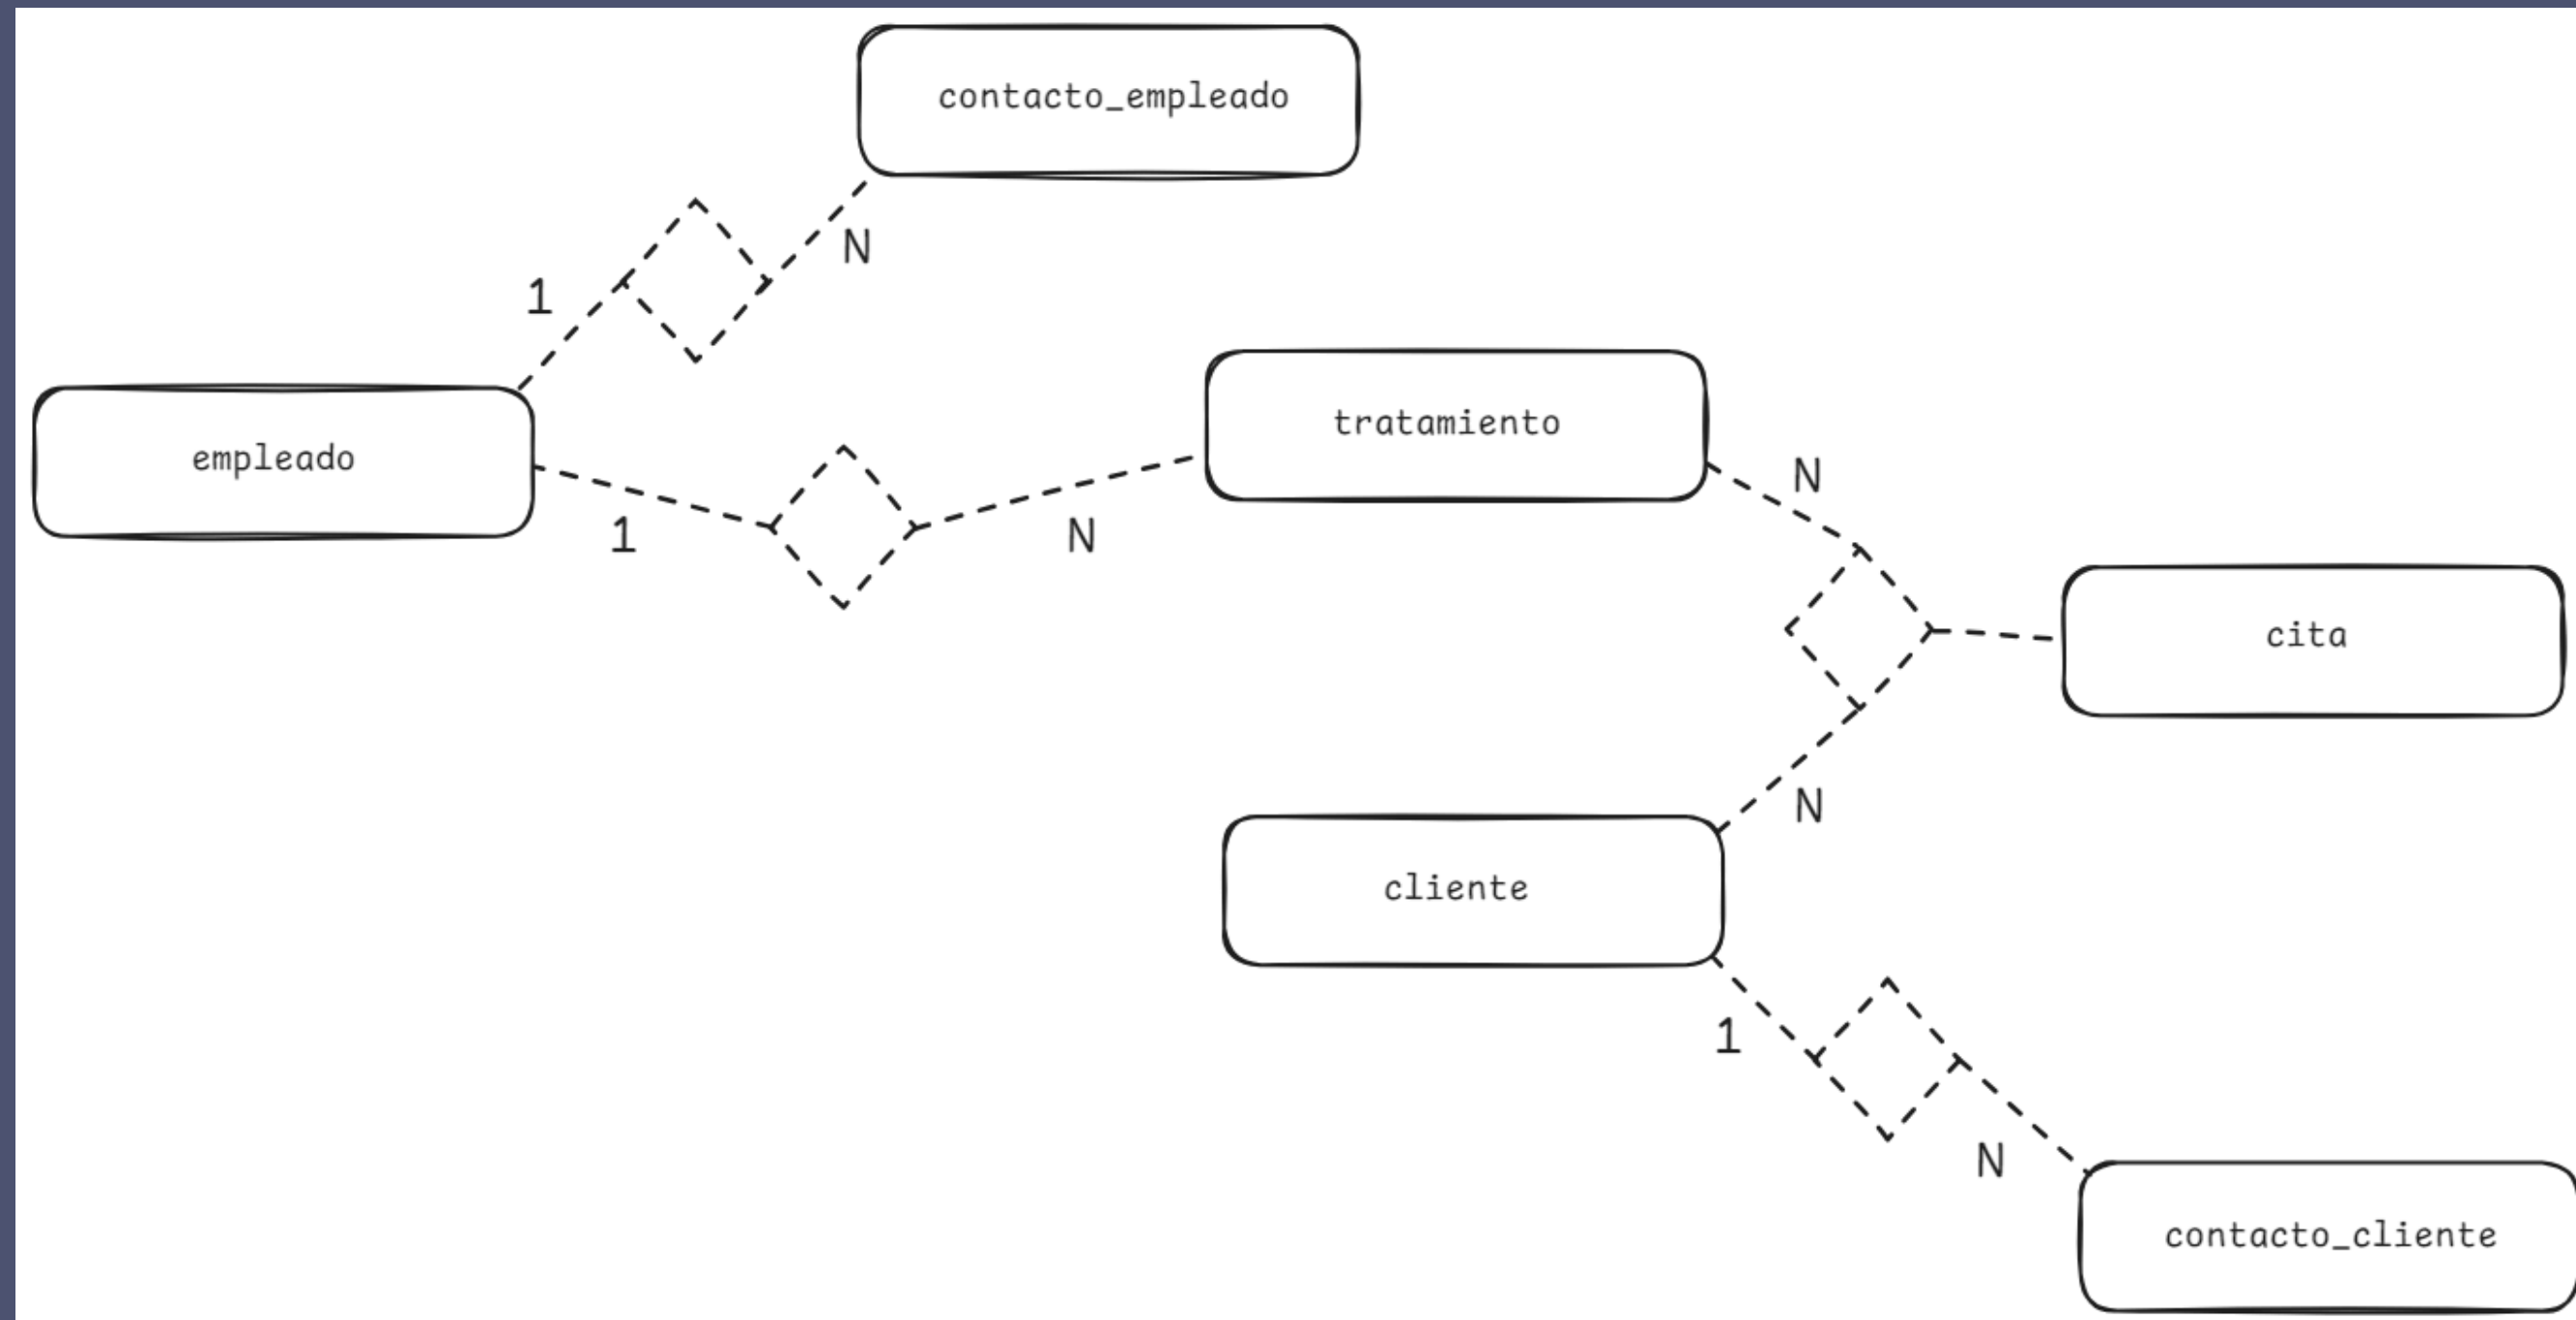 contacto_empleado
N
1
empleado
tratamiento
1
N
N
cita
N
cliente
1
N
contacto_cliente